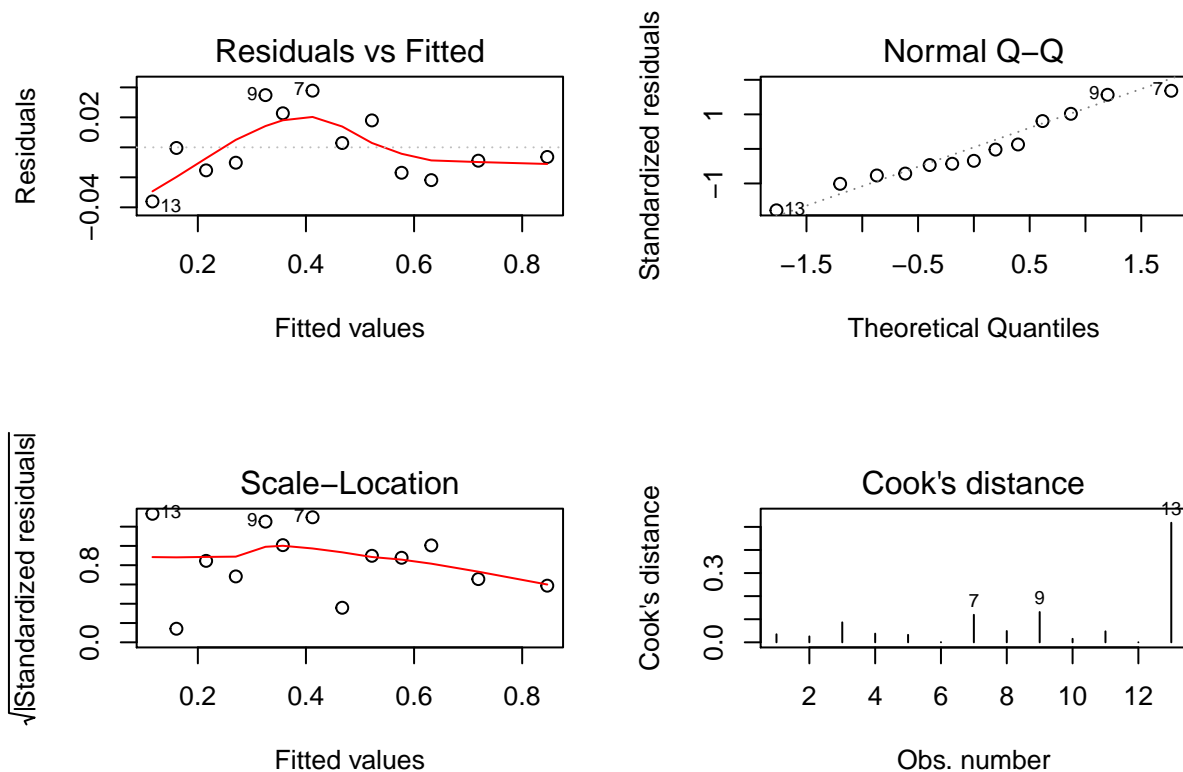 Residuals vs Fitted
Residuals
0.02
−0.04
9
7
13
0.2 0.4 0.6 0.8
Fitted values
Normal Q−Q
Standardized residuals
1
−1
9
7
13
−1.5 −0.5 0.5 1.5
Theoretical Quantiles
Scale−Location
√|Standardized residuals|
0.8
0.0
13
9
7
0.2 0.4 0.6 0.8
Fitted values
Cook's distance
Cook's distance
0.3
0.0
13
7
9
2 4 6 8 10 12
Obs. number